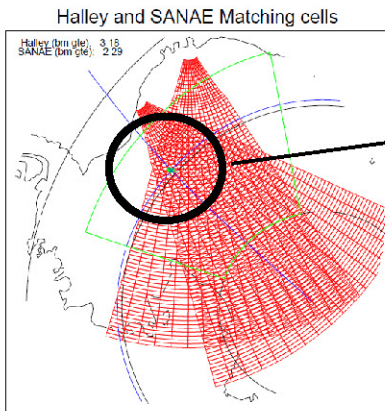 Halley and SANAE Matching cells
Halley (bm gte): 3.18
SANAE (bm gte): 2.29